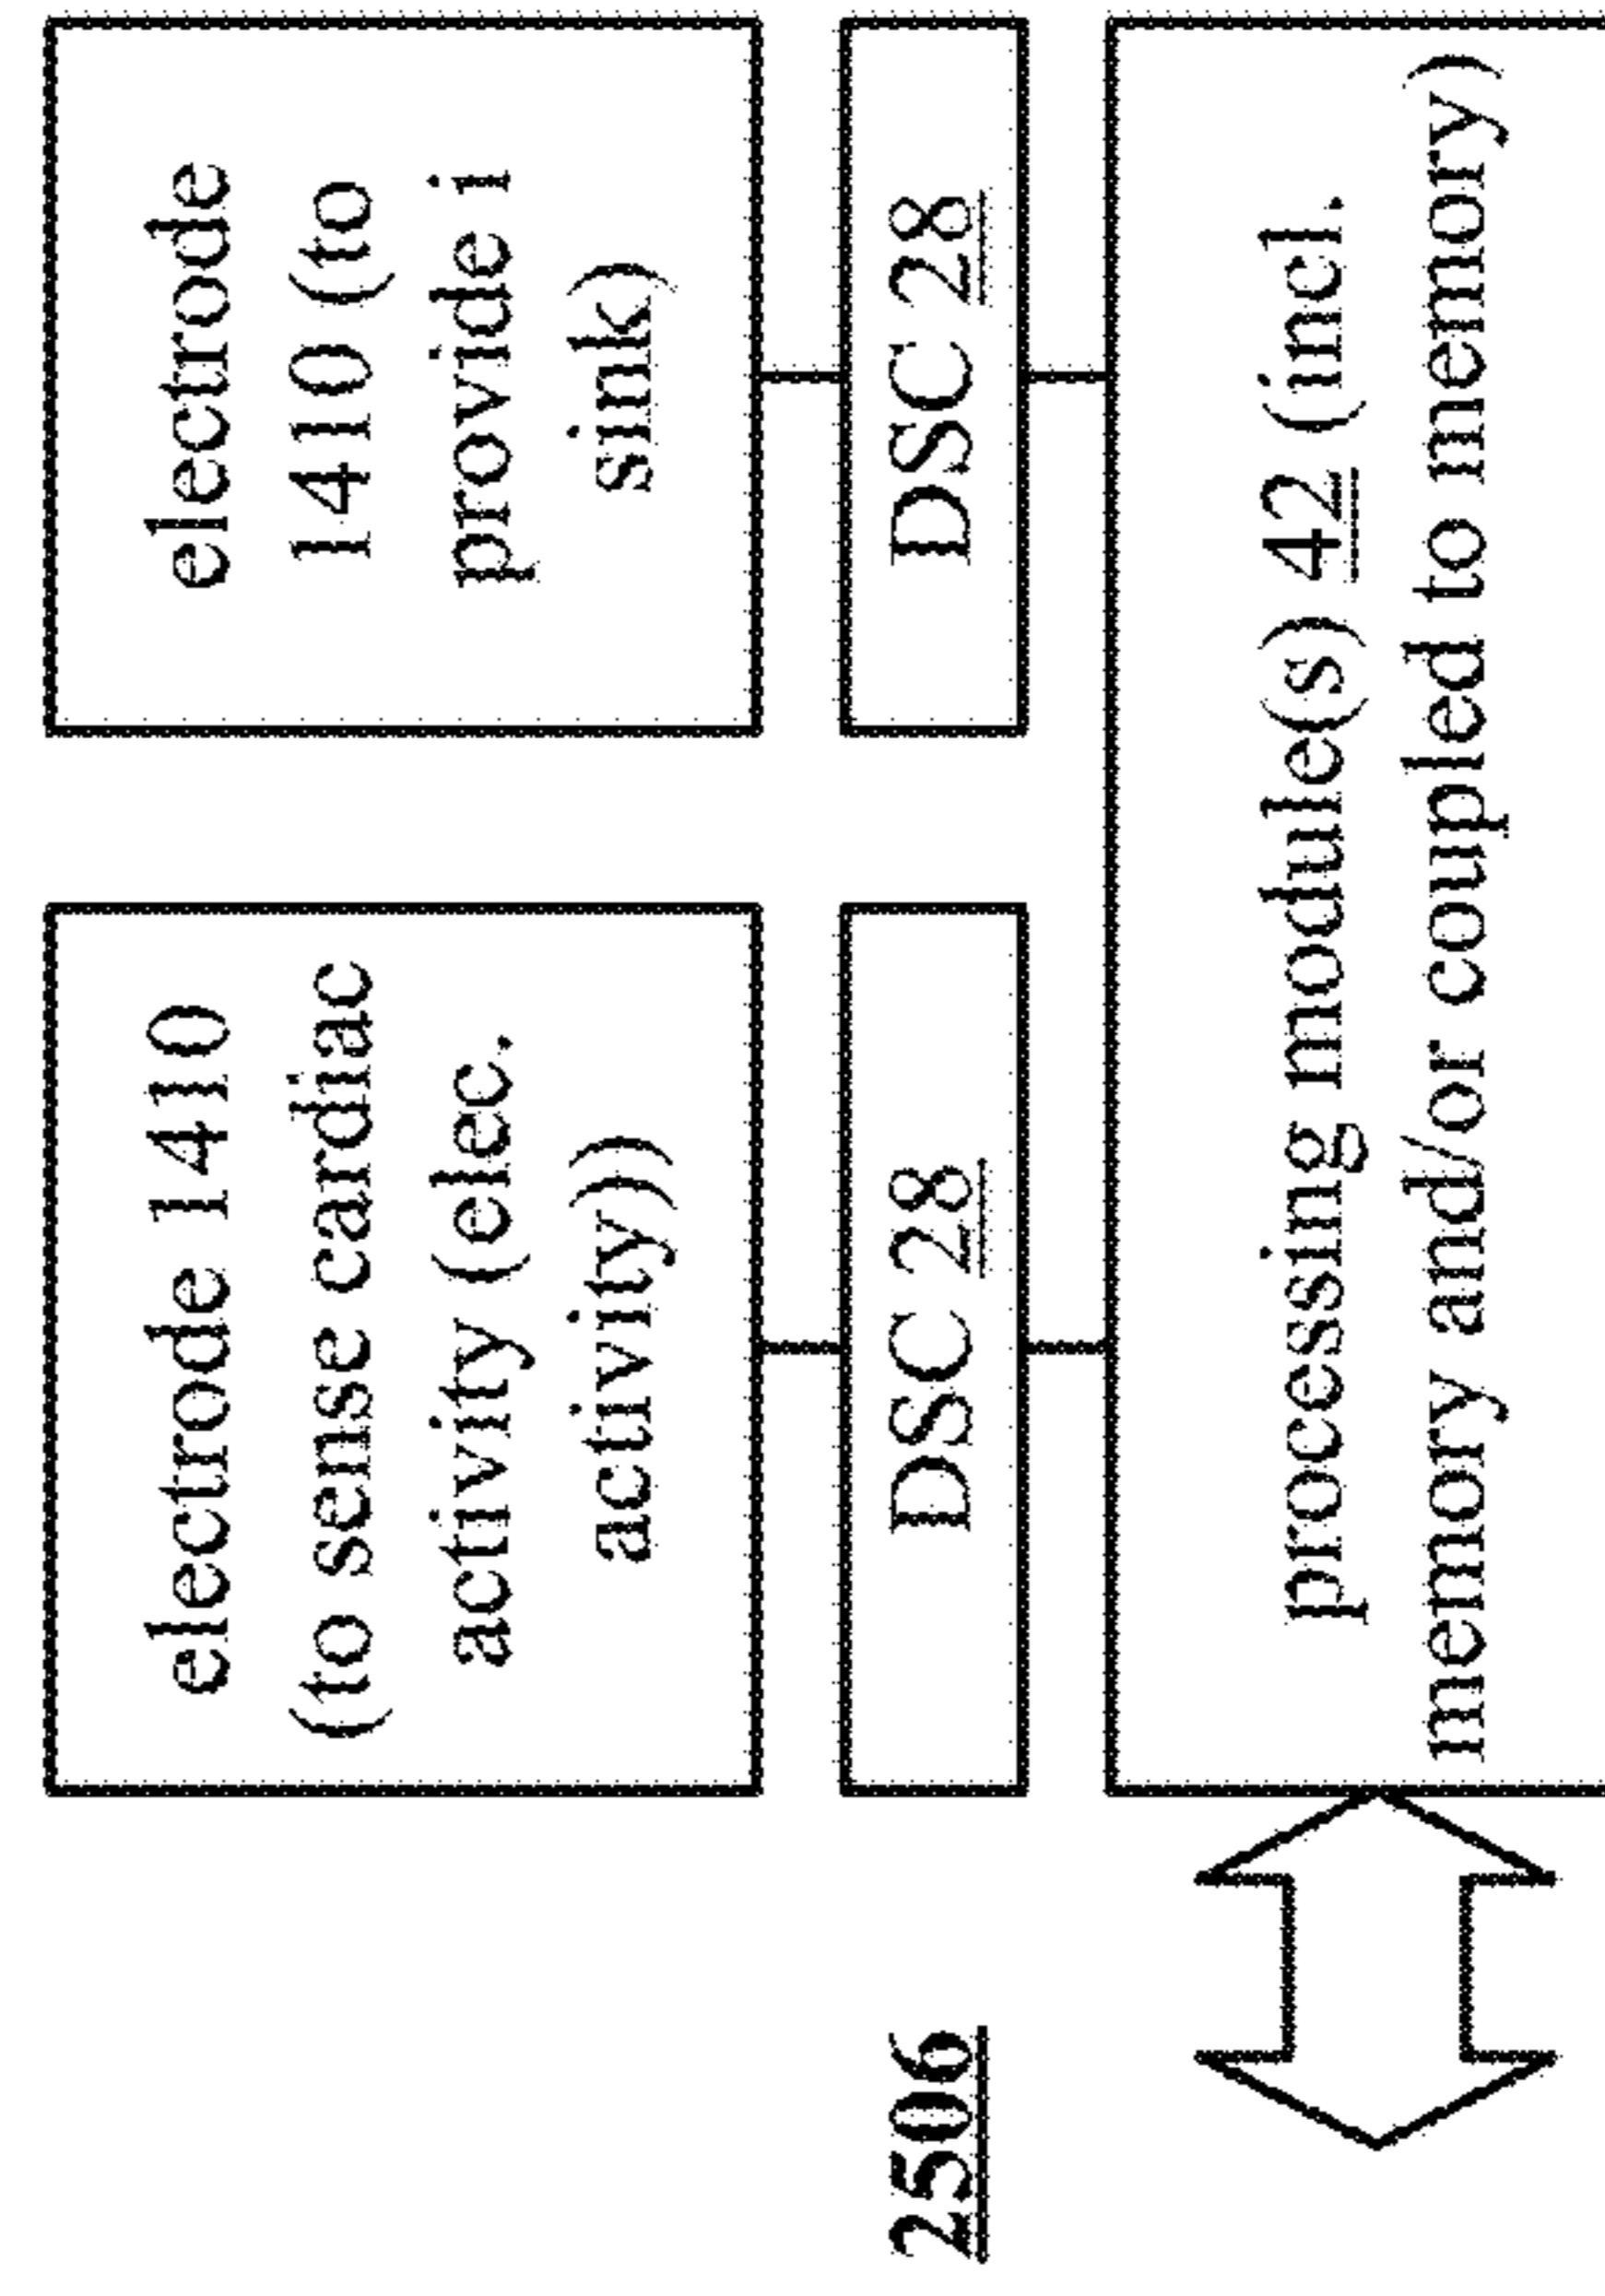 electrode 1410
(to sense cardiac
activity (elec.
activity))
electrode
1410 (to
provide i
sink)
DSC 28
DSC 28
2506
processing module(s) 42 (incl.
memory and/or coupled to memory)